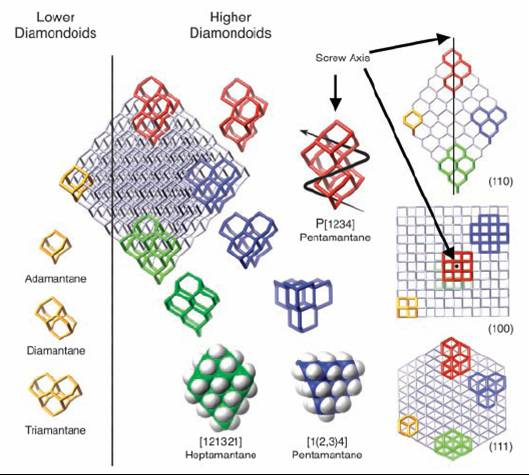 Lower
Diamondoids
Higher
Diamondoids
Screw Axis
P[1234]
Pentamantane
(110)
Adamantane
Diamantane
Triamantane
(100)
[121321]
Heptamantane
[1(2,3)4]
Pentamantane
(111)